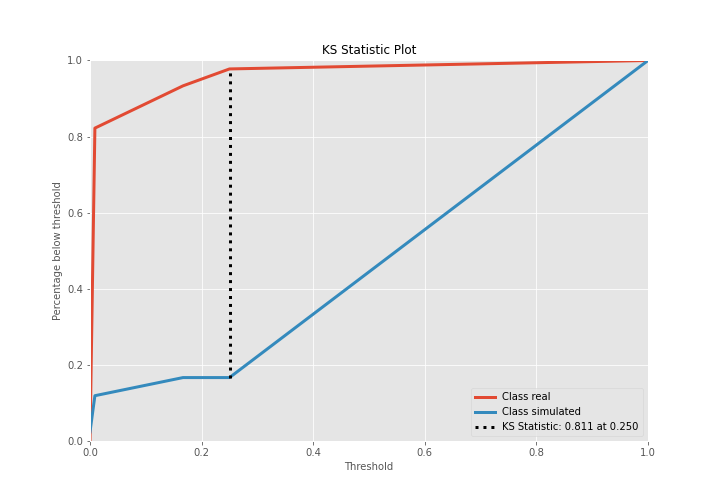 KS Statistic Plot
1.0
0.8
0.6
0.4
0.2
0.0
Percentage below threshold
Class real
Class simulated
KS Statistic: 0.811 at 0.250
0.0 0.2 0.4 0.6 0.8 1.0
Threshold